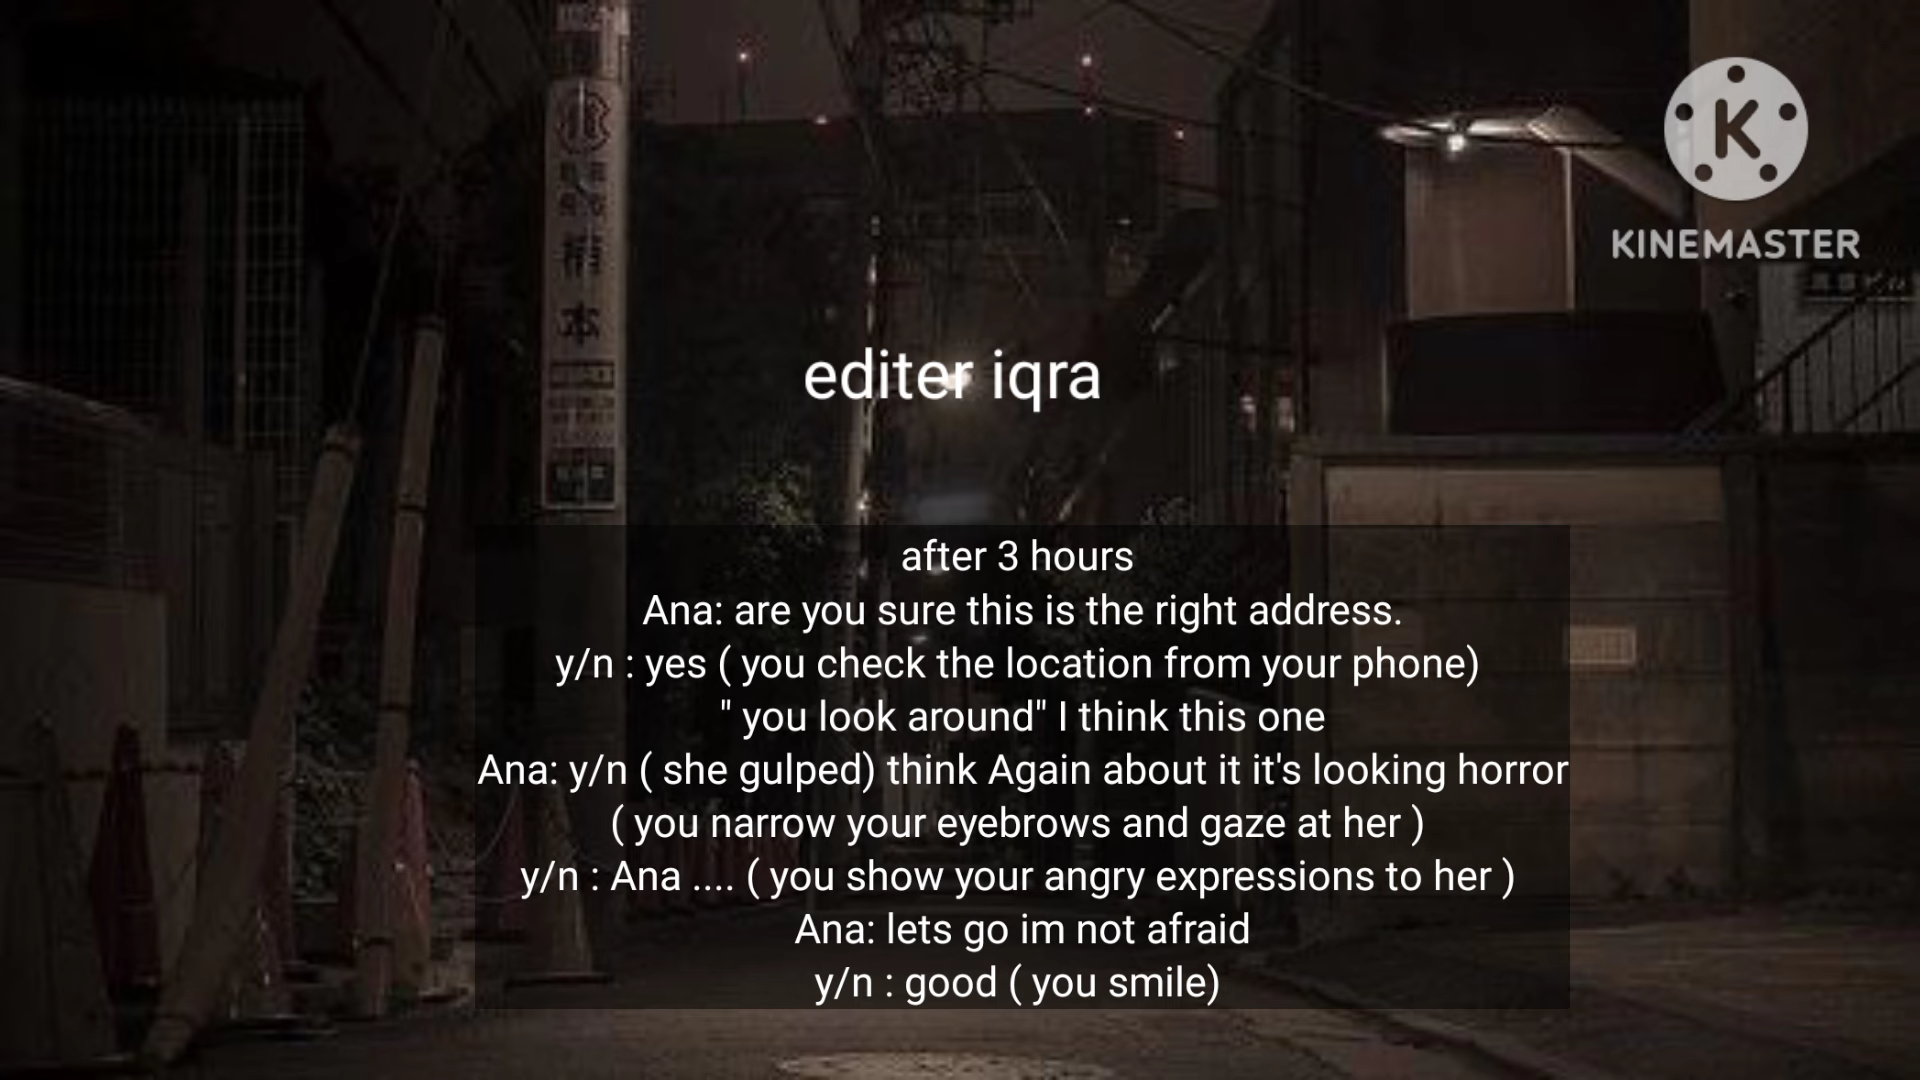 K
KINEMASTER
本
editer iqra
after 3 hours
Ana: are you sure this is the right address.
y/n : yes ( you check the location from your phone)
" you look around" I think this one
Ana: y/n ( she gulped) think Again about it it's looking horror
( you narrow your eyebrows and gaze at her )
y/n : Ana .... ( you show your angry expressions to her )
Ana: lets go im not afraid
y/n : good ( you smile)